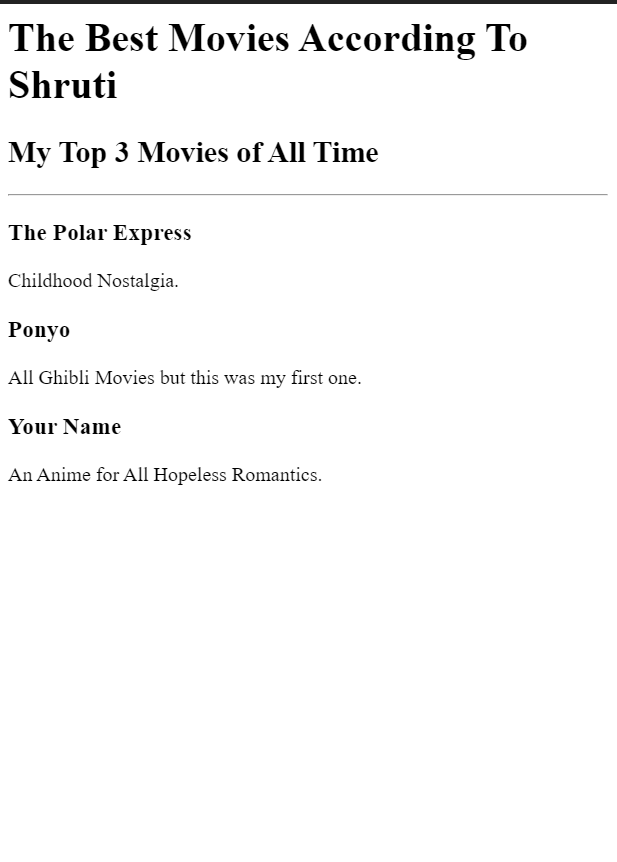 The Best Movies According To
Shruti
My Top 3 Movies of All Time
The Polar Express
Childhood Nostalgia.
Ponyo
All Ghibli Movies but this was my first one.
Your Name
An Anime for All Hopeless Romantics.